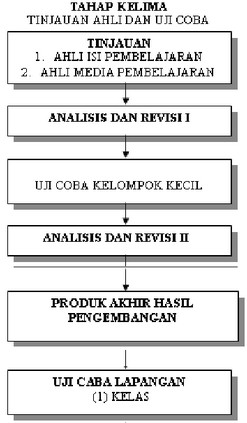 TAHAP KELIMA
TINJAUAN AHLI DAN UJI COBA
TINJAUAN
1. AHLI ISI PEMBELAJARAN
2. AHLI MEDIA PEMBELAJARAN
ANALISIS DAN REVISI I
UJI COBA KELOMPOK KECIL
ANALISIS DAN REVISI II
PRODUK AKHIR HASIL
PENGEMBANGAN
UJI CABA LAPANGAN
(1) KELAS